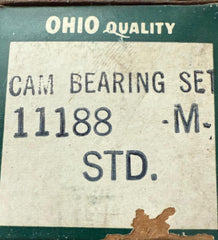 OHIO QUALITY
CAM BEARING SET
11188 -M-
STD.